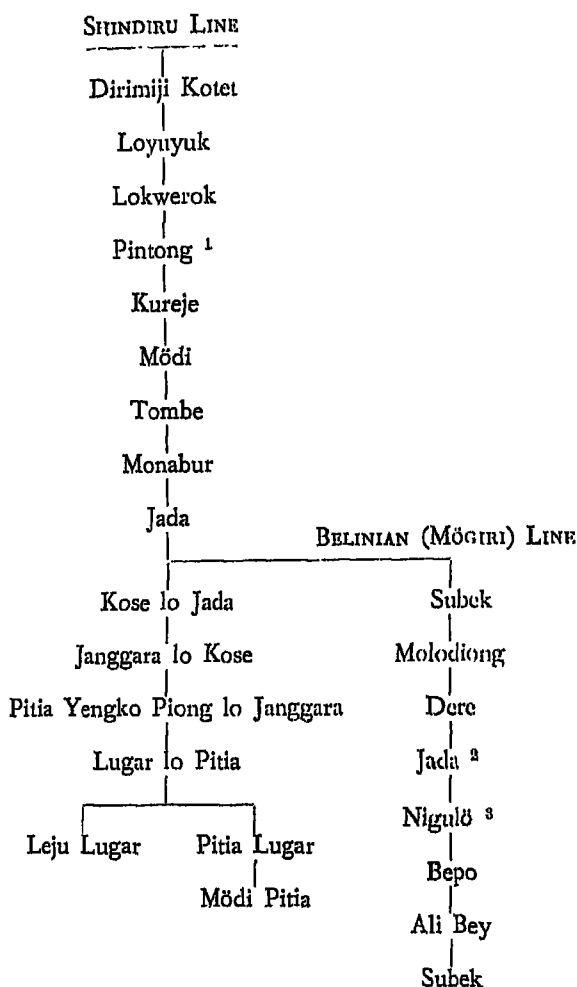 SHINDIRU LINE
Dirimiji Kotet
Loyuyuk
Lokwerok
Pintong ¹
Kureje
Mödi
Tombe
Monabur
Jada
BELINIAN (MÖGIRI) LINE
Kose lo Jada Subek
Janggara lo Kose Molodiong
Pitia Yengko Piong lo Janggara Dere
Lugar lo Pitia Jada ²
Nigulö ³
Leju Lugar Pitia Lugar
Bepo
Mödi Pitia
Ali Bey
Subek